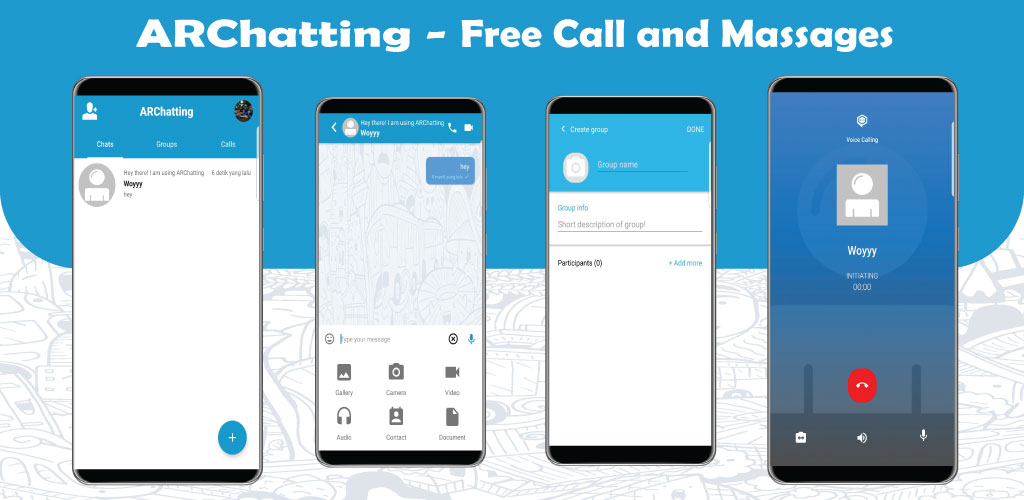 ARChatting - Free Call and Massages
ARChatting
Chats Groups Calls
Hey there! I am using ARChatting 6 detik yang lalu
Woyyy
hey
Hey there! I am using ARChatting
Woyyy
hey
Type your message
Gallery Camera Video
Audio Contact Document
Create group DONE
Group name
Group info
Short description of group!
Participants (0) + Add more
Voice Calling
Woyyy
INITIATING
00:00